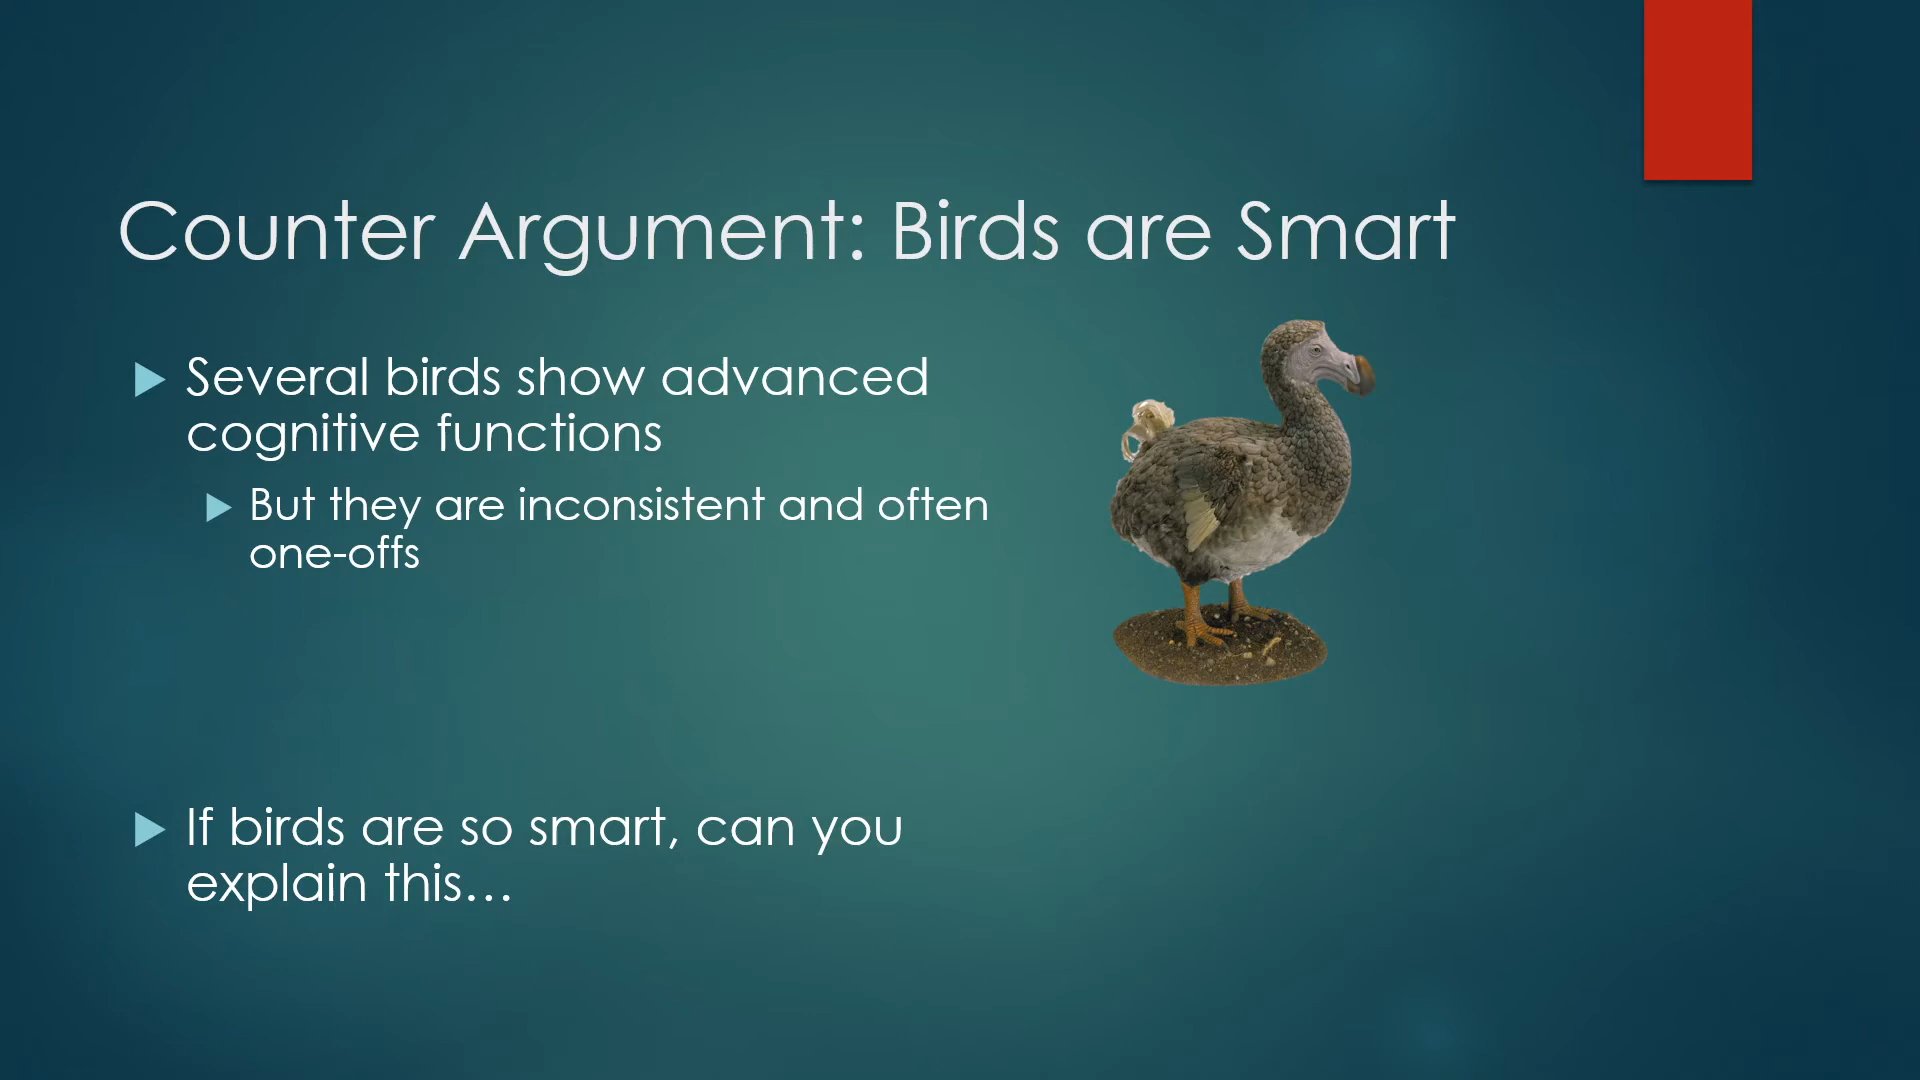 Counter Argument: Birds are Smart
Several birds show advanced
cognitive functions
But they are inconsistent and often
one-offs
If birds are so smart, can you
explain this…